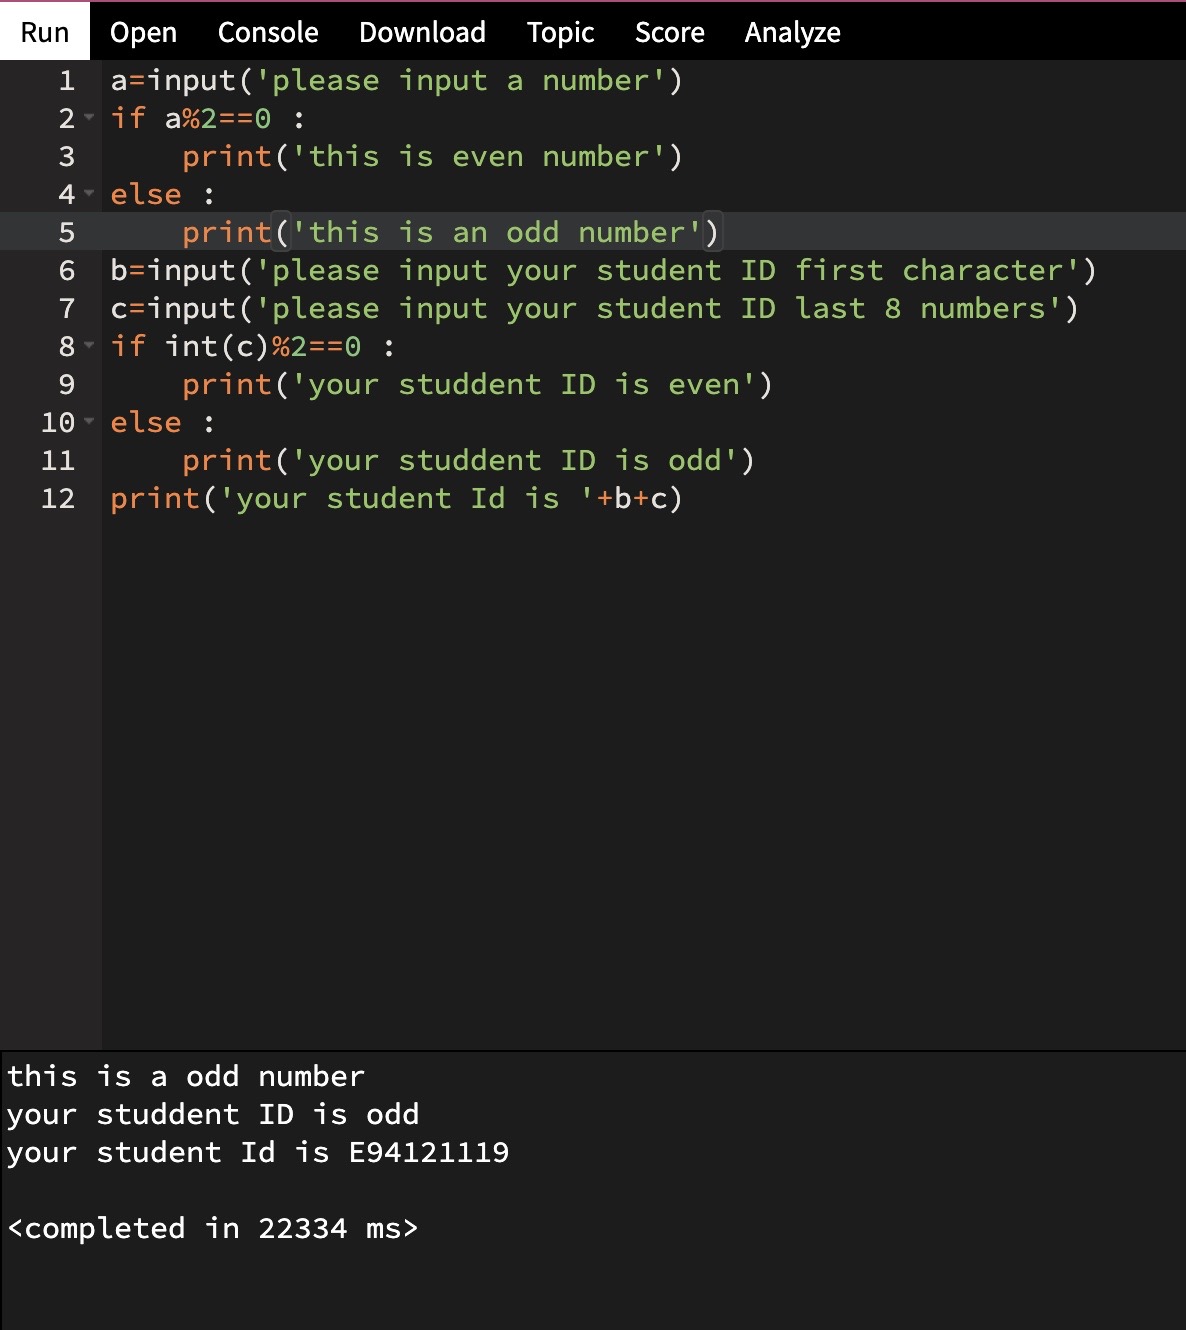 Run Open Console Download Topic Score Analyze
1 a=input('please input a number')
2 if a%2==0 :
3     print('this is even number')
4 else :
5     print('this is an odd number')
6 b=input('please input your student ID first character')
7 c=input('please input your student ID last 8 numbers')
8 if int(c)%2==0 :
9     print('your studdent ID is even')
10 else :
11     print('your studdent ID is odd')
12 print('your student Id is '+b+c)
this is a odd number
your studdent ID is odd
your student Id is E94121119
<completed in 22334 ms>